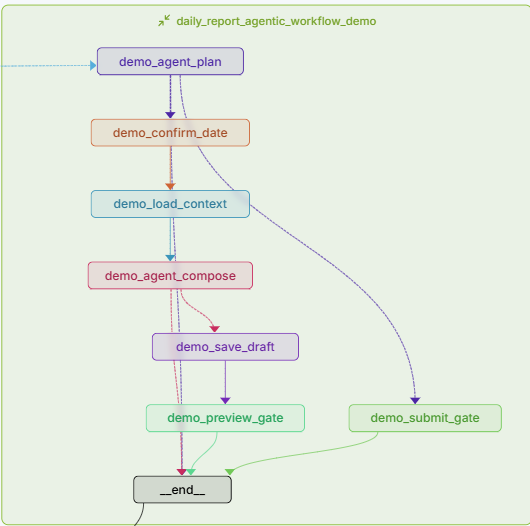 daily_report_agentic_workflow_demo
demo_agent_plan
demo_confirm_date
demo_load_context
demo_agent_compose
demo_save_draft
demo_preview_gate
demo_submit_gate
__end__